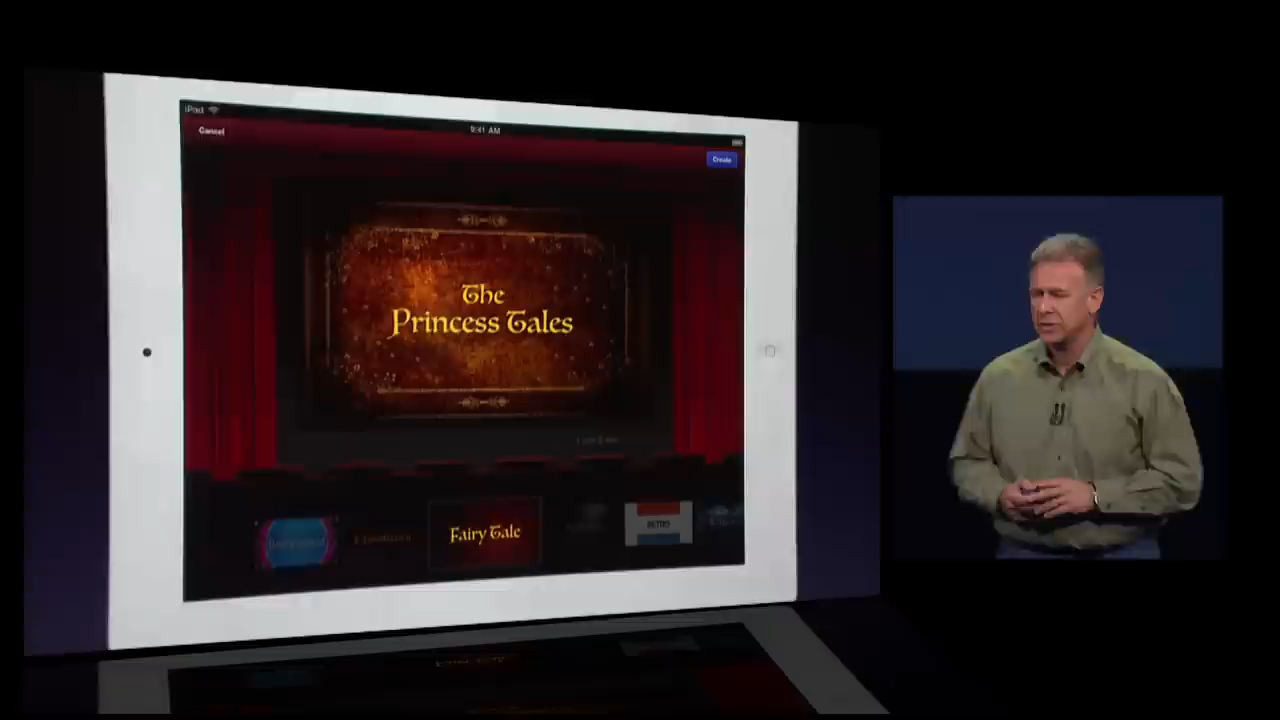 iPad
9:41 AM
Cancel
Create
The
Princess Tales
Fairy Tale
RETRO